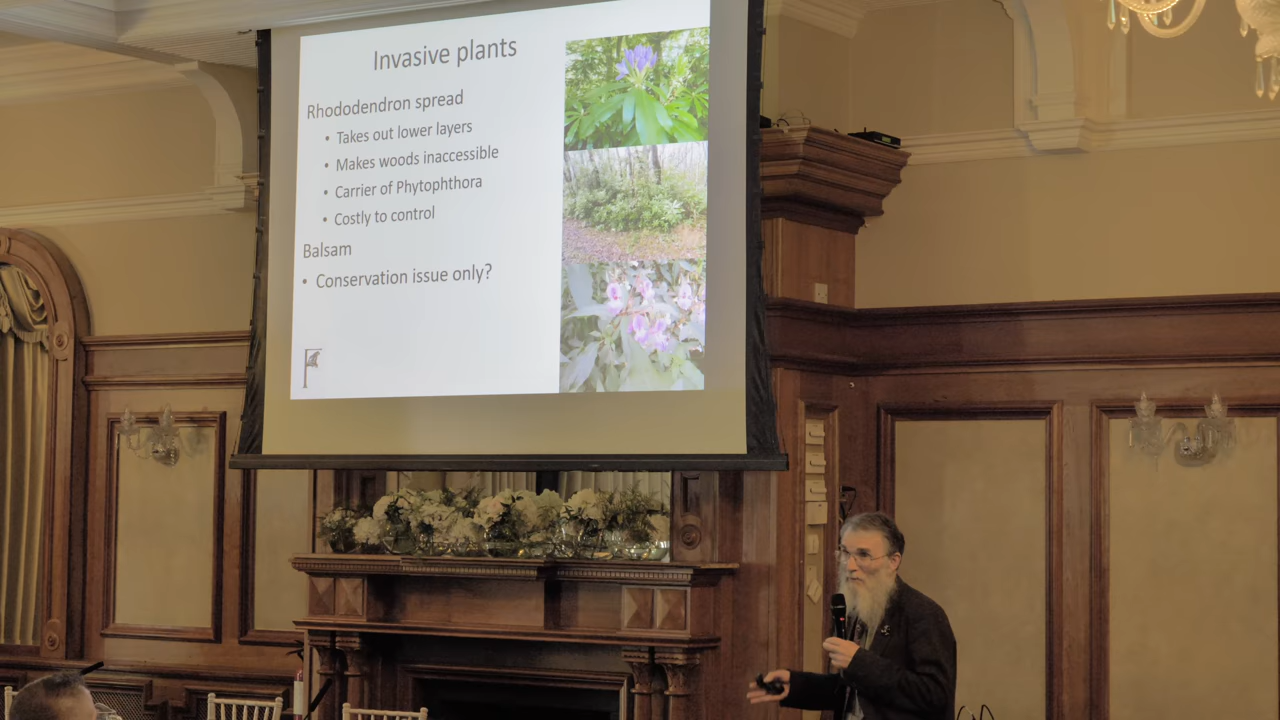 Invasive plants
Rhododendron spread
• Takes out lower layers
• Makes woods inaccessible
• Carrier of Phytophthora
• Costly to control
Balsam
• Conservation issue only?
F